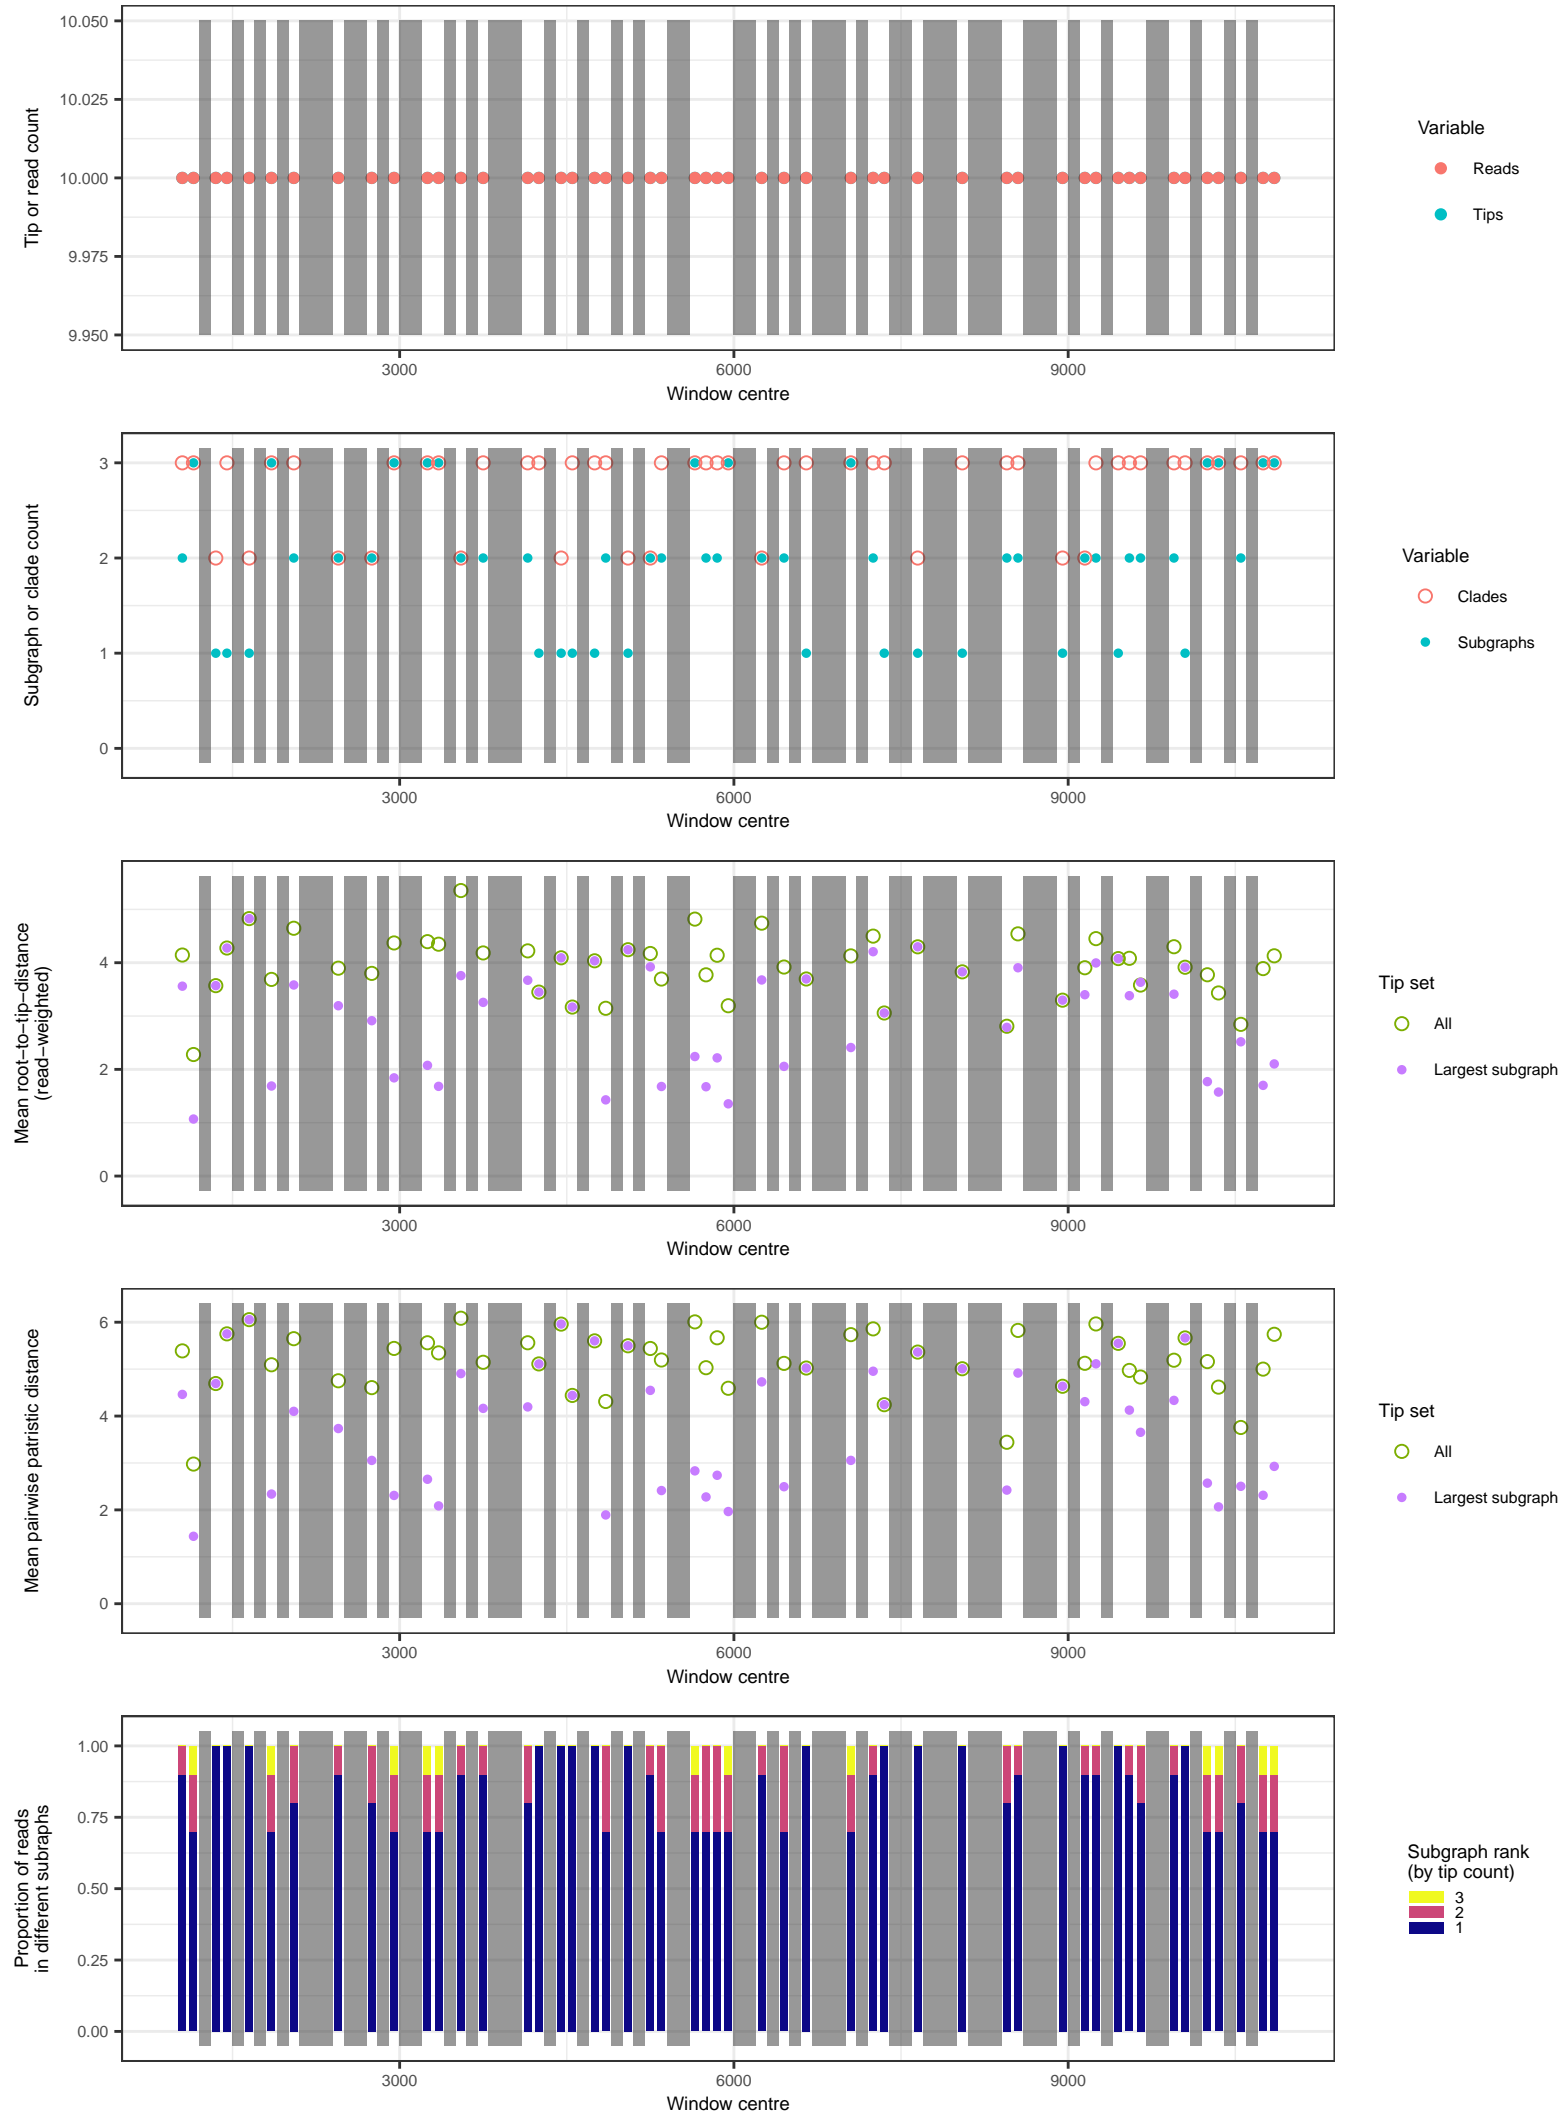 10.050
10.025
10.000
9.975
9.950
Tip or read count
3000
6000
9000
Window centre
Variable
Reads
Tips
3
2
1
0
Subgraph or clade count
3000
6000
9000
Window centre
Variable
Clades
Subgraphs
4
2
0
Mean root−to−tip−distance
(read−weighted)
3000
6000
9000
Window centre
Tip set
All
Largest subgraph
6
4
2
0
Mean pairwise patristic distance
3000
6000
9000
Window centre
Tip set
All
Largest subgraph
1.00
0.75
0.50
0.25
0.00
Proportion of reads
in different subraphs
3000
6000
9000
Window centre
Subgraph rank
(by tip count)
3
2
1